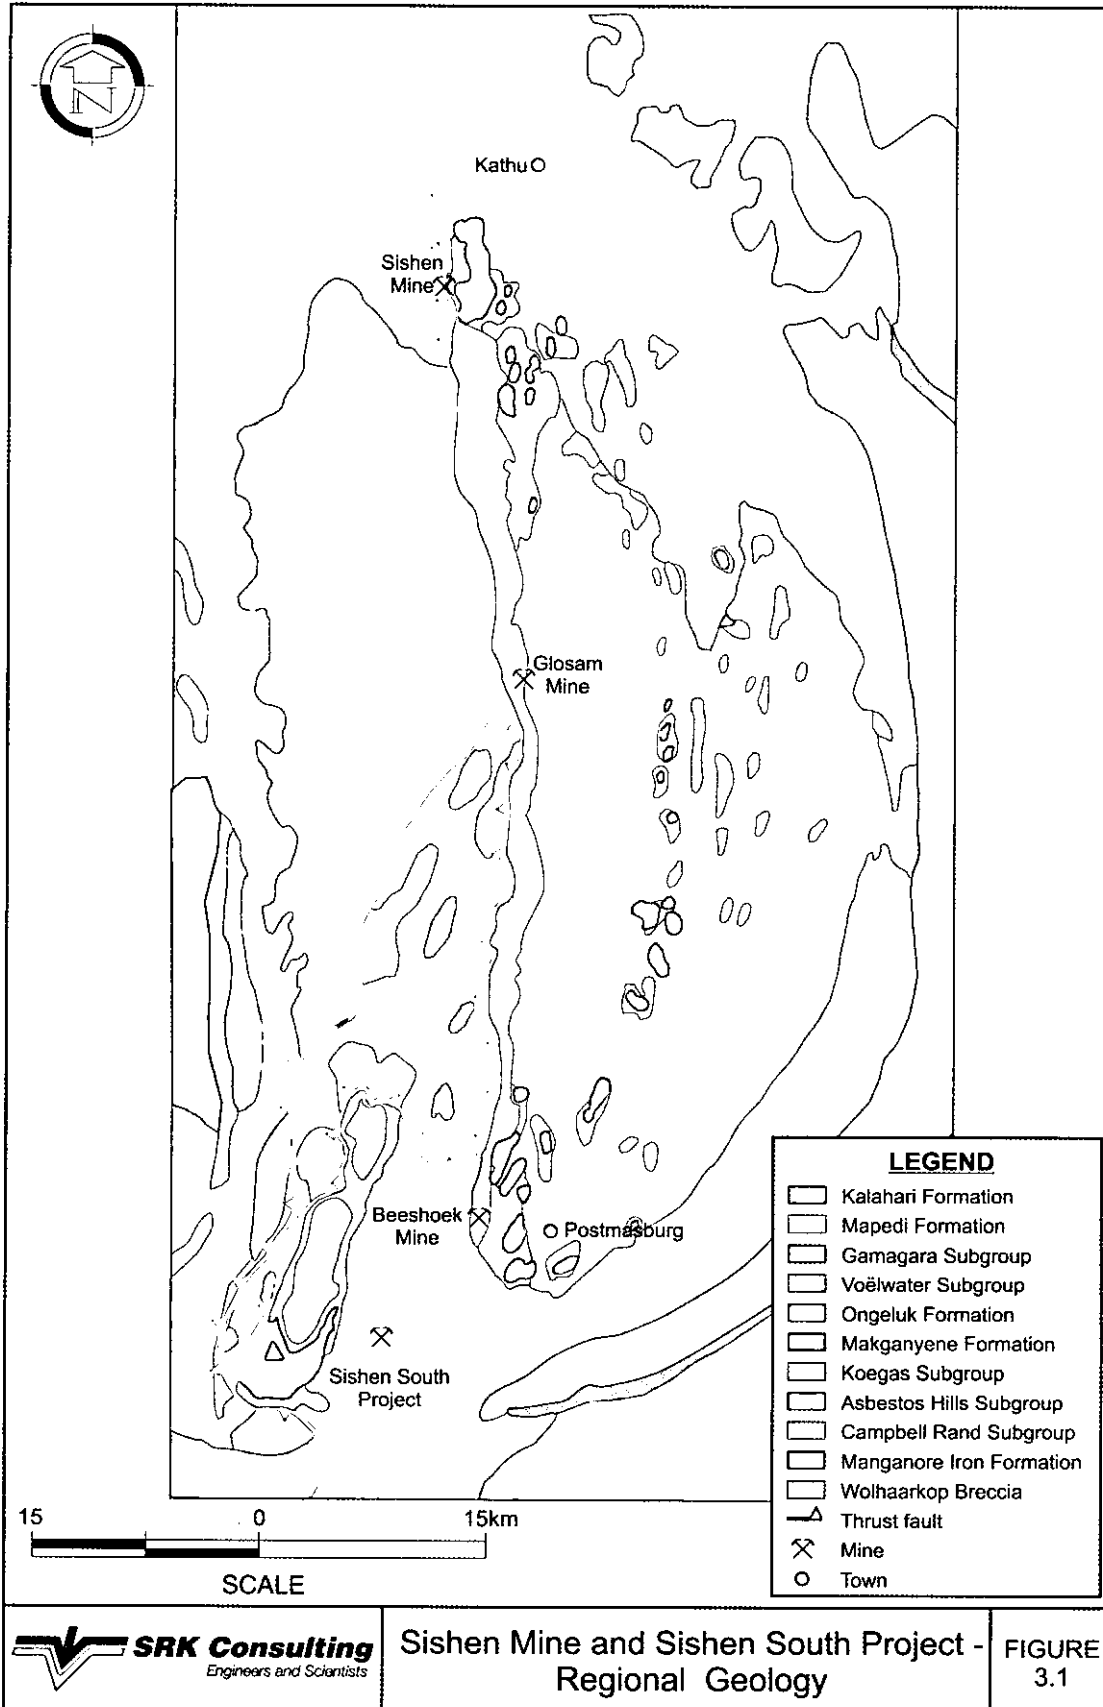 N
Kathu
Sishen
Mine
Glosam
Mine
Beeshoek
Mine
Postmasburg
Sishen South
Project
LEGEND
Kalahari Formation
Mapedi Formation
Gamagara Subgroup
Voëlwater Subgroup
Ongeluk Formation
Makganyene Formation
Koegas Subgroup
Asbestos Hills Subgroup
Campbell Rand Subgroup
Manganore Iron Formation
Wolhaarkop Breccia
Thrust fault
Mine
Town
15 0 15km
SCALE
SRK Consulting
Engineers and Scientists
Sishen Mine and Sishen South Project -
Regional Geology
FIGURE
3.1